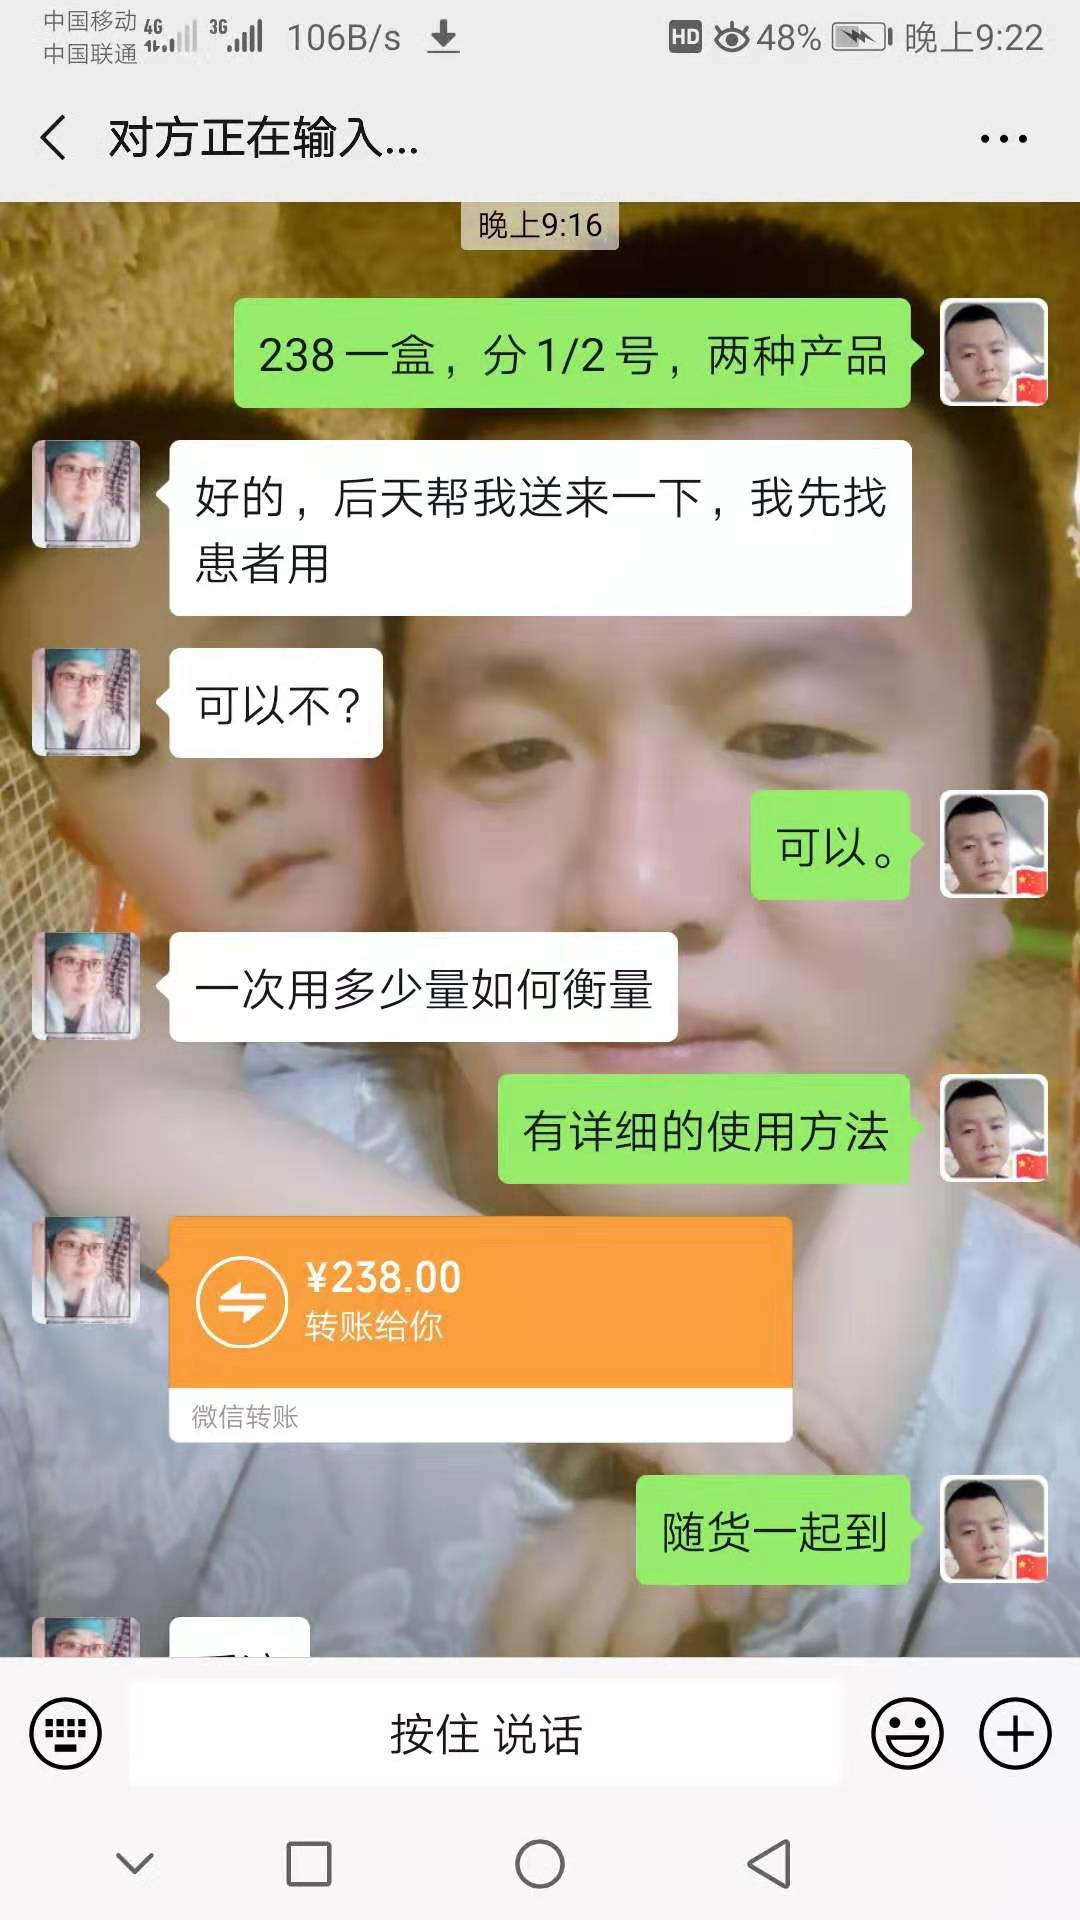 中国移动 4G 3G 106B/s HD 48% 晚上9:22
中国联通
对方正在输入...
晚上9:16
238一盒，分1/2号，两种产品
好的，后天帮我送来一下，我先找
患者用
可以不？
可以。
一次用多少量如何衡量
有详细的使用方法
¥238.00
转账给你
微信转账
随货一起到
按住 说话